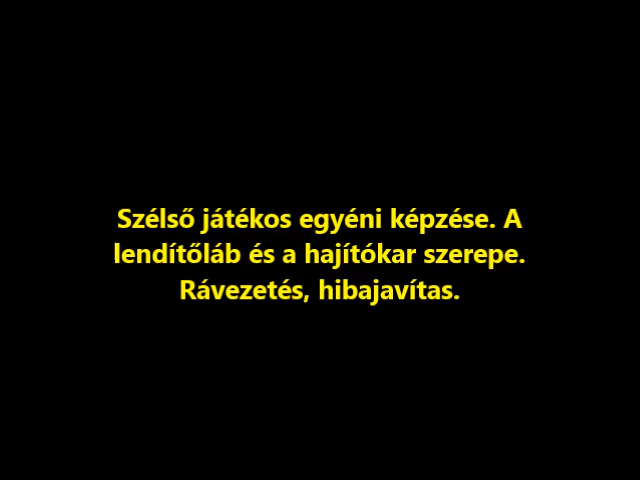 Szélső játékos egyéni képzése. A
lendítőláb és a hajítókar szerepe.
Rávezetés, hibajavítas.